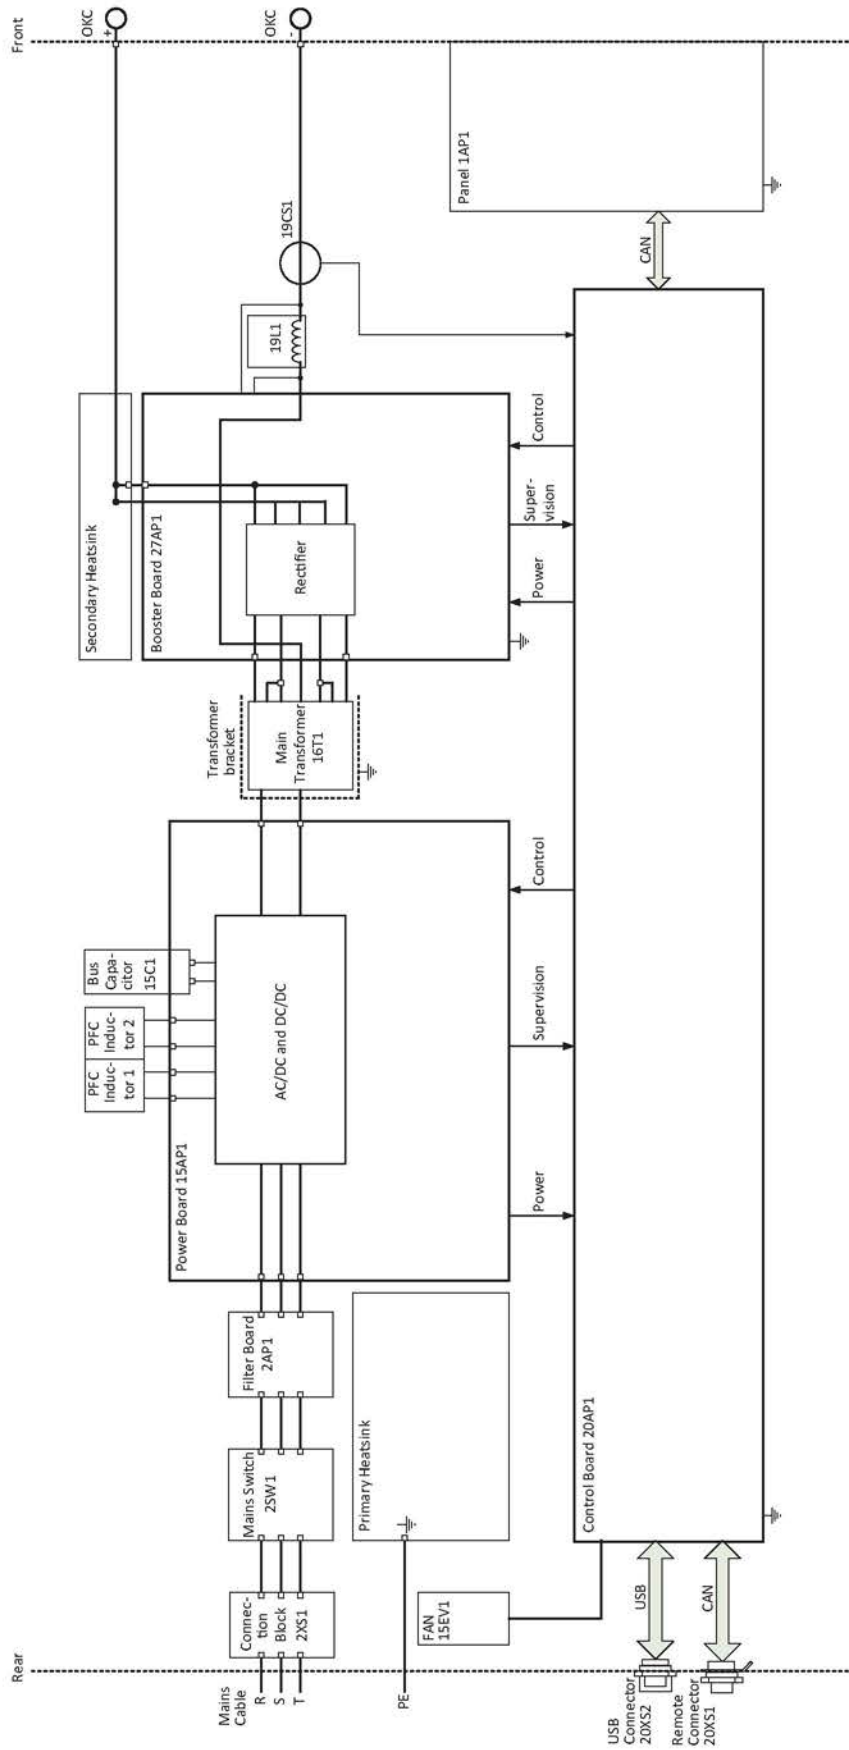 Front
Rear
OKC
+
OKC
-
Mains
Cable
R
S
T
PE
Connec-
tion
Block
2XS1
Mains Switch
2SW1
Filter Board
2AP1
Power Board 15AP1
PFC
Induc-
tor 1
PFC
Induc-
tor 2
Bus
Capa-
citor
15C1
AC/DC and DC/DC
Transformer
bracket
Main
Transformer
16T1
Secondary Heatsink
Booster Board 27AP1
Rectifier
19L1
19CS1
Primary Heatsink
FAN
15EV1
Power
Supervision
Control
Power
Super-
vision
Control
Control Board 20AP1
CAN
Panel 1AP1
USB
CAN
USB
Connector
20XS2
Remote
Connector
20XS1